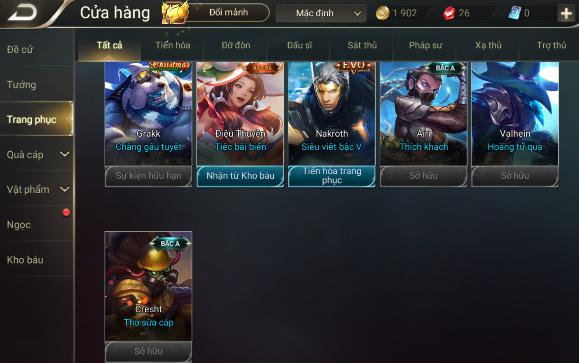 Cửa hàng
Đổi mảnh
Mặc định
1 902
26
0
Đề cử
Tướng
Trang phục
Quà cáp
Vật phẩm
Ngọc
Kho báu
Tất cả
Tiến hóa
Đỡ đòn
Đấu sĩ
Sát thủ
Pháp sư
Xạ thủ
Trợ thủ
Christmas
Grakk
Chàng gấu tuyết
Sự kiện hữu hạn
Điêu Thuyền
Tiệc bãi biển
Nhận từ Kho báu
EVO
Nakroth
Siêu việt bậc V
Tiến hóa trang
phục
BẬC A
Airi
Thích khách
Sở hữu
Valhein
Hoàng tử quạ
Sở hữu
BẬC A
Cresht
Thợ sửa cáp
Sở hữu